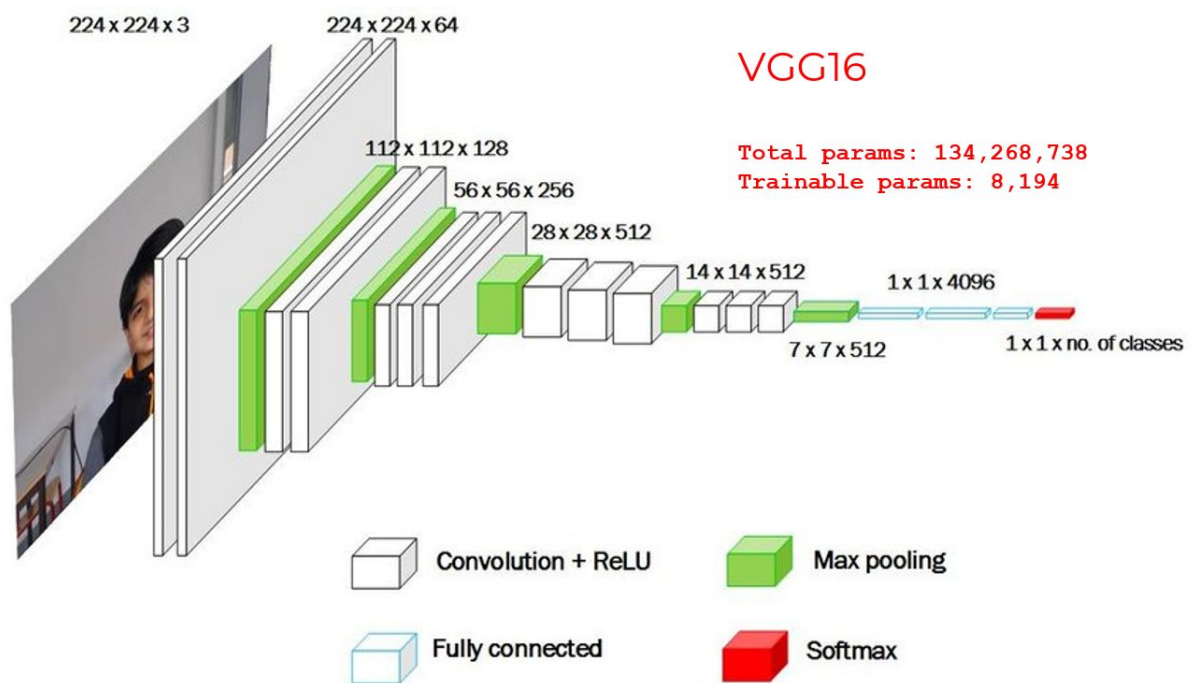 224 x 224 x 3
224 x 224 x 64
VGG16
Total params: 134,268,738
Trainable params: 8,194
112 x 112 x 128
56 x 56 x 256
28 x 28 x 512
14 x 14 x 512
1 x 1 x 4096
7 x 7 x 512
1 x 1 x no. of classes
Convolution + ReLU
Max pooling
Fully connected
Softmax